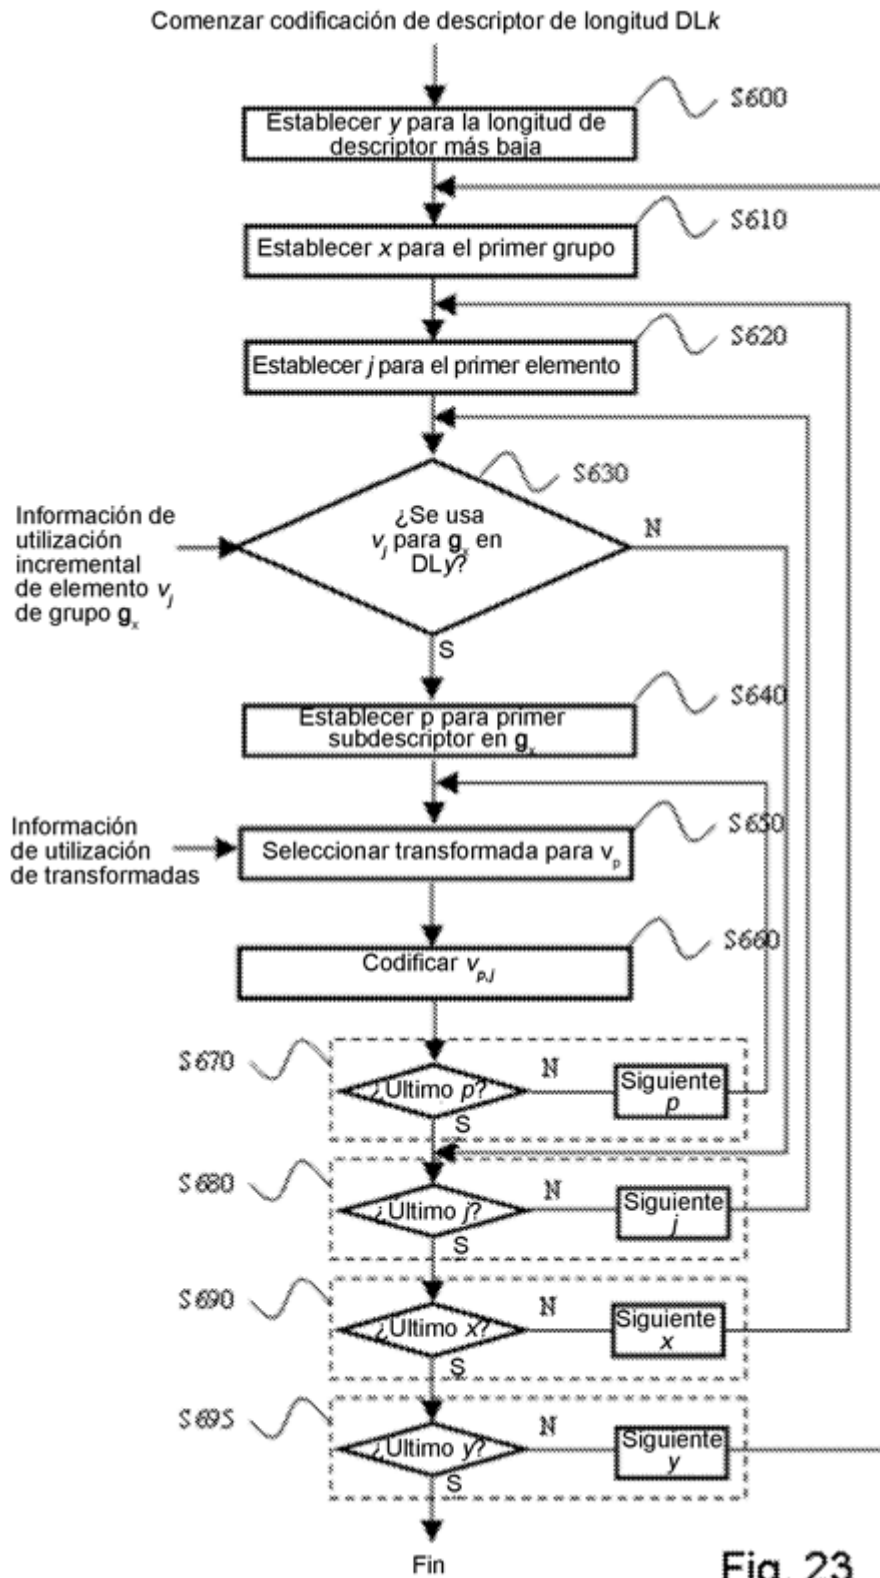 Comenzar codificación de descriptor de longitud DLk
S600
Establecer y para la longitud de
descriptor más baja
S610
Establecer x para el primer grupo
S620
Establecer j para el primer elemento
S630
¿Se usa
vj para gx en
DLy?
N
Información de
utilización
incremental
de elemento vj
de grupo gx
S
S640
Establecer p para primer
subdescriptor en gx
S650
Información
de utilización
de transformadas
Seleccionar transformada para vp
S660
Codificar vp,j
S670
¿Ultimo p?
N
Siguiente
p
S
S680
¿Ultimo j?
N
Siguiente
j
S
S690
¿Ultimo x?
N
Siguiente
x
S
S695
¿Ultimo y?
N
Siguiente
y
S
Fin
Fig. 23